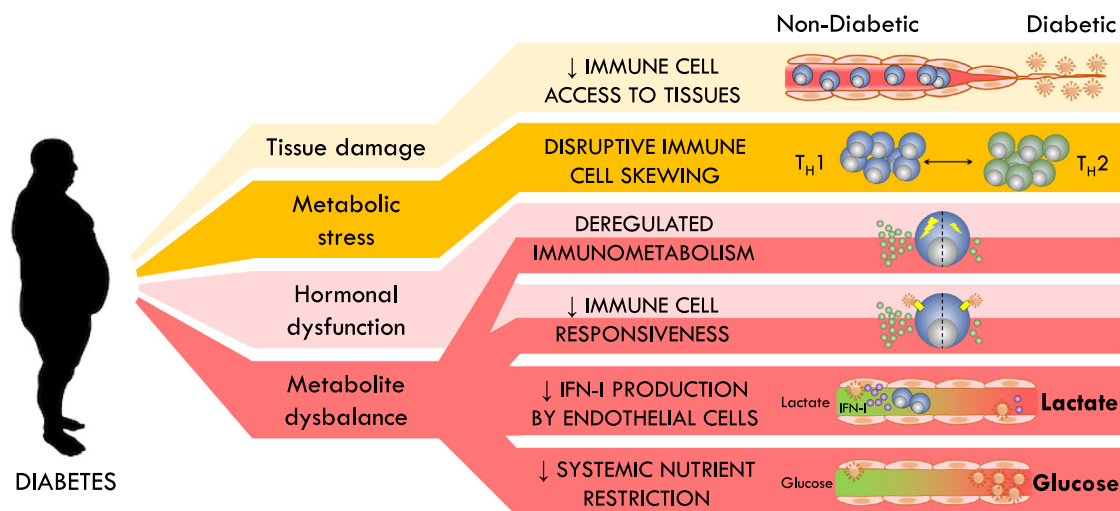 Non-Diabetic Diabetic
↓ IMMUNE CELL
ACCESS TO TISSUES
Tissue damage
DISRUPTIVE IMMUNE
CELL SKEWING
TH1
TH2
Metabolic
stress
DEREGULATED
IMMUNOMETABOLISM
Hormonal
dysfunction
↓ IMMUNE CELL
RESPONSIVENESS
Metabolite
dysbalance
↓ IFN-I PRODUCTION
BY ENDOTHELIAL CELLS
Lactate
IFN-I
Lactate
↓ SYSTEMIC NUTRIENT
RESTRICTION
Glucose
Glucose
DIABETES